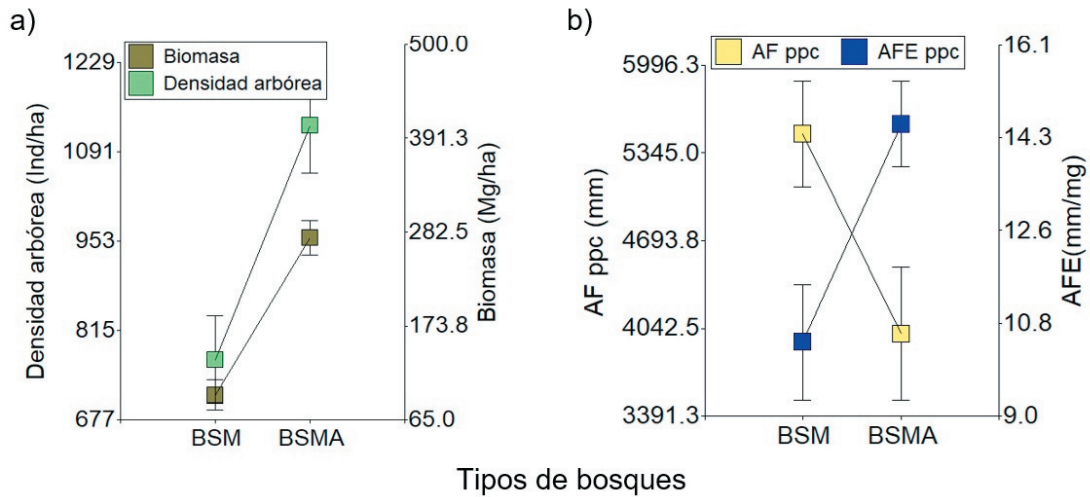 a)
Biomasa
Densidad arbórea
Densidad arbórea (Ind/ha)
1229
1091
953
815
677
500.0
391.3
282.5
173.8
65.0
Biomasa (Mg/ha)
BSM
BSMA
b)
AF ppc
AFE ppc
AF ppc (mm)
5996.3
5345.0
4693.8
4042.5
3391.3
16.1
14.3
12.6
10.8
9.0
AFE(mm/mg)
BSM
BSMA
Tipos de bosques